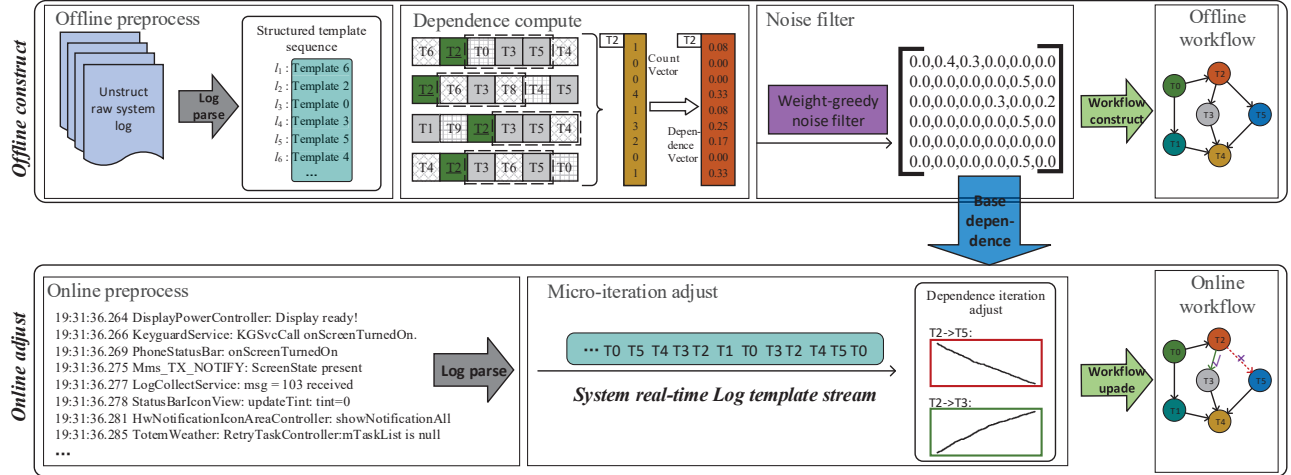 Offline construct
Offline preprocess
Unstruct
raw system
log
Log
parse
Structured template
sequence
l1 : Template 6
l2 : Template 2
l3 : Template 0
l4 : Template 3
l5 : Template 5
l6 : Template 4
...
Dependence compute
T6 T2 T0 T3 T5 T4
T2 T6 T3 T8 T4 T5
T1 T9 T2 T3 T5 T4
T4 T2 T3 T6 T5 T0
T2
1
0
0
4
1
3
2
0
1
Count
Vector
Depen-
dence
Vector
T2
0.08
0.00
0.00
0.33
0.08
0.25
0.17
0.00
0.33
Noise filter
Weight-greedy
noise filter
0.0,0.4,0.3,0.0,0.0,0.0
0.0,0.0,0.0,0.0,0.5,0.0
0.0,0.0,0.0,0.3,0.0,0.2
0.0,0.0,0.0,0.0,0.5,0.0
0.0,0.0,0.0,0.0,0.0,0.0
0.0,0.0,0.0,0.0,0.5,0.0
Workflow
construct
Offline
workflow
T0
T2
T3
T5
T1
T4
Base
depen-
dence
Online adjust
Online preprocess
19:31:36.264 DisplayPowerController: Display ready!
19:31:36.266 KeyguardService: KGSvcCall onScreenTurnedOn.
19:31:36.269 PhoneStatusBar: onScreenTurnedOn
19:31:36.275 Mms_TX_NOTIFY: ScreenState present
19:31:36.277 LogCollectService: msg = 103 received
19:31:36.278 StatusBarIconView: updateTint: tint=0
19:31:36.281 HwNotificationIconAreaController: showNotificationAll
19:31:36.285 TotemWeather: RetryTaskController:mTaskList is null
...
Log parse
Micro-iteration adjust
... T0 T5 T4 T3 T2 T1 T0 T3 T2 T4 T5 T0
System real-time Log template stream
Dependence iteration
adjust
T2->T5:
T2->T3:
Workflow
upade
Online
workflow
T0
T2
T3
T5
T1
T4